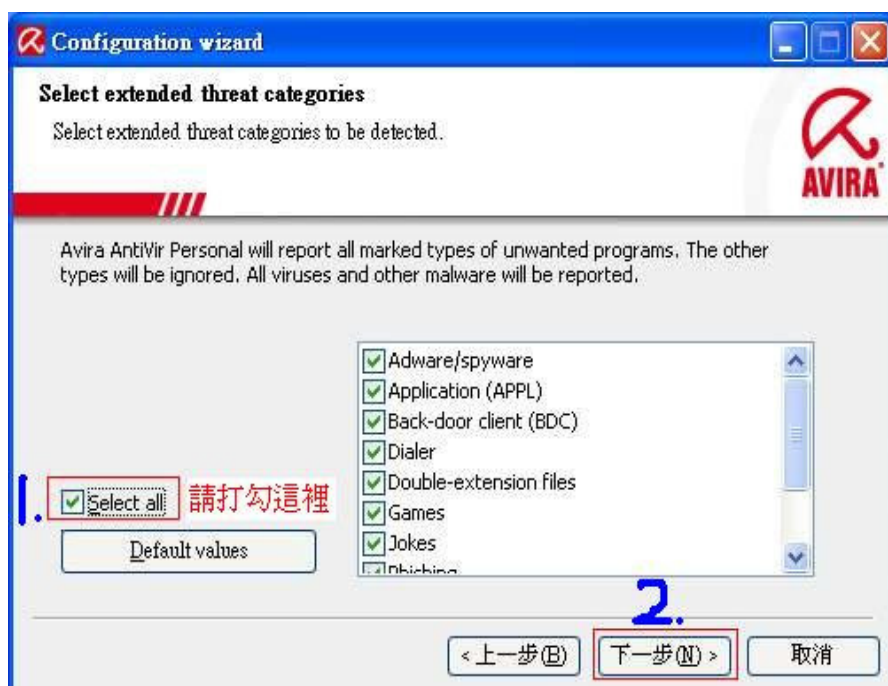 Configuration wizard
Select extended threat categories
Select extended threat categories to be detected.
AVIRA
Avira AntiVir Personal will report all marked types of unwanted programs. The other
types will be ignored. All viruses and other malware will be reported.
Adware/spyware
Application (APPL)
Back-door client (BDC)
Dialer
Double-extension files
Games
Jokes
Phishing
1. Select all 請打勾這裡
Default values
2.
<上一步(B) 下一步(N)> 取消